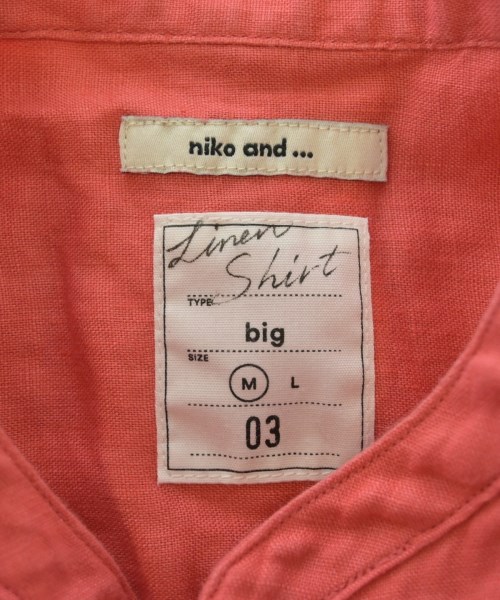 niko and ...
Linen
Shirt
TYPE
big
SIZE
M L
03